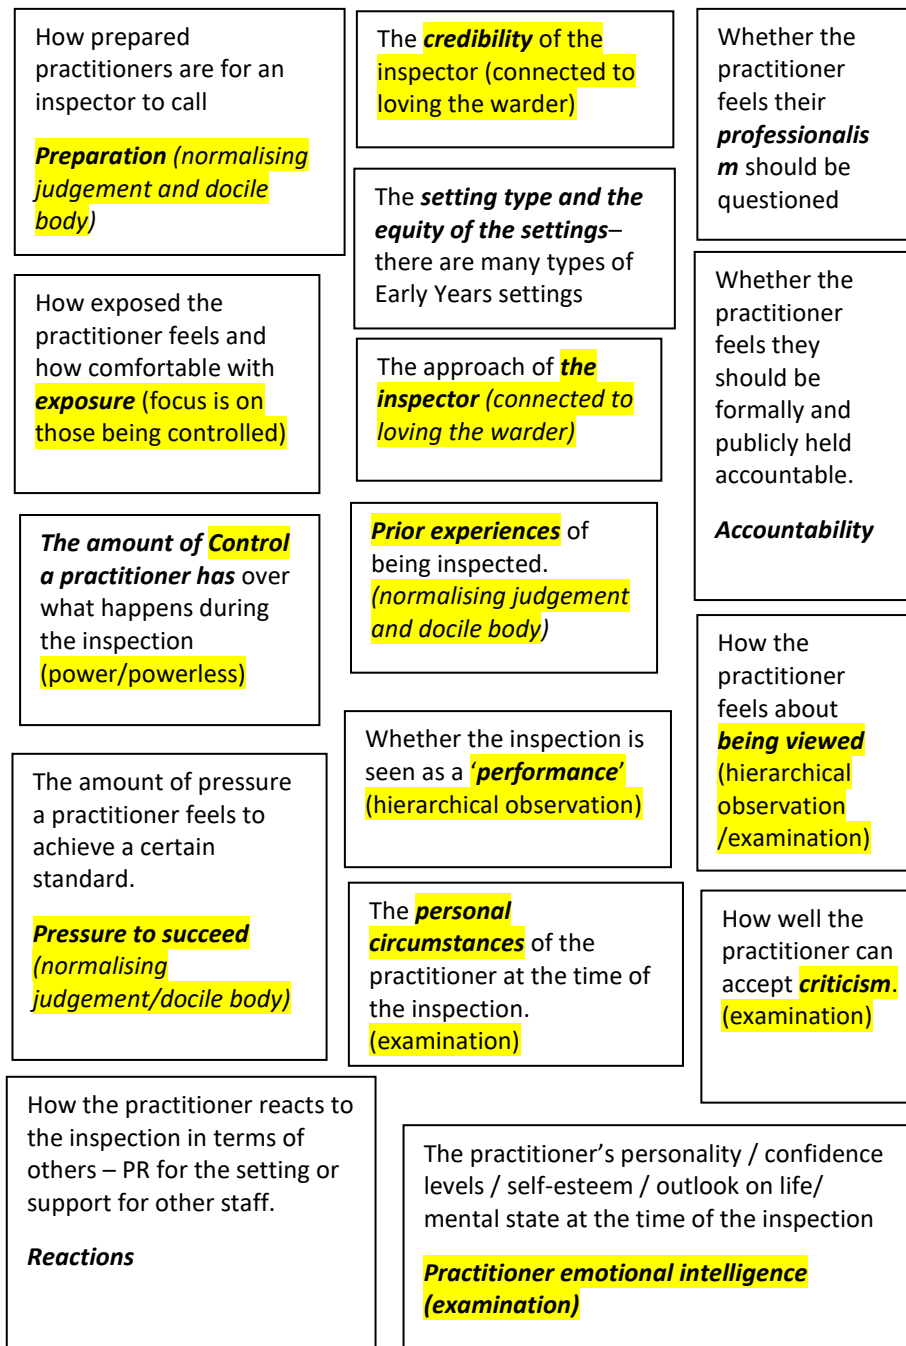 How prepared
practitioners are for an
inspector to call
Preparation (normalising
judgement and docile
body)
The credibility of the
inspector (connected to
loving the warder)
Whether the
practitioner
feels their
professionalis
m should be
questioned
The setting type and the
equity of the settings–
there are many types of
Early Years settings
How exposed the
practitioner feels and
how comfortable with
exposure (focus is on
those being controlled)
The approach of the
inspector (connected to
loving the warder)
Whether the
practitioner
feels they
should be
formally and
publicly held
accountable.
Accountability
The amount of Control
a practitioner has over
what happens during
the inspection
(power/powerless)
Prior experiences of
being inspected.
(normalising judgement
and docile body)
How the
practitioner
feels about
being viewed
(hierarchical
observation
/examination)
Whether the inspection is
seen as a ‘performance’
(hierarchical observation)
The amount of pressure
a practitioner feels to
achieve a certain
standard.
Pressure to succeed
(normalising
judgement/docile body)
The personal
circumstances of the
practitioner at the time of
the inspection.
(examination)
How well the
practitioner can
accept criticism.
(examination)
How the practitioner reacts to
the inspection in terms of
others – PR for the setting or
support for other staff.
Reactions
The practitioner’s personality / confidence
levels / self-esteem / outlook on life/
mental state at the time of the inspection
Practitioner emotional intelligence
(examination)